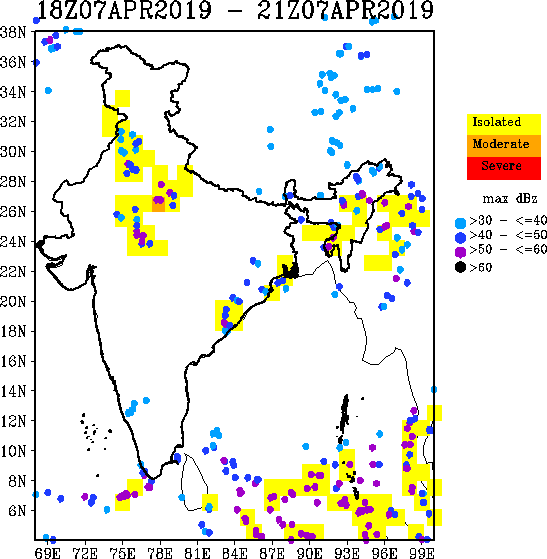 18Z07APR2019 – 21Z07APR2019
38N
36N
34N
32N
30N
28N
26N
24N
22N
20N
18N
16N
14N
12N
10N
8N
6N
69E 72E 75E 78E 81E 84E 87E 90E 93E 96E 99E
Isolated
Moderate
Severe
max dBz
>30 - <=40
>40 - <=50
>50 - <=60
>60